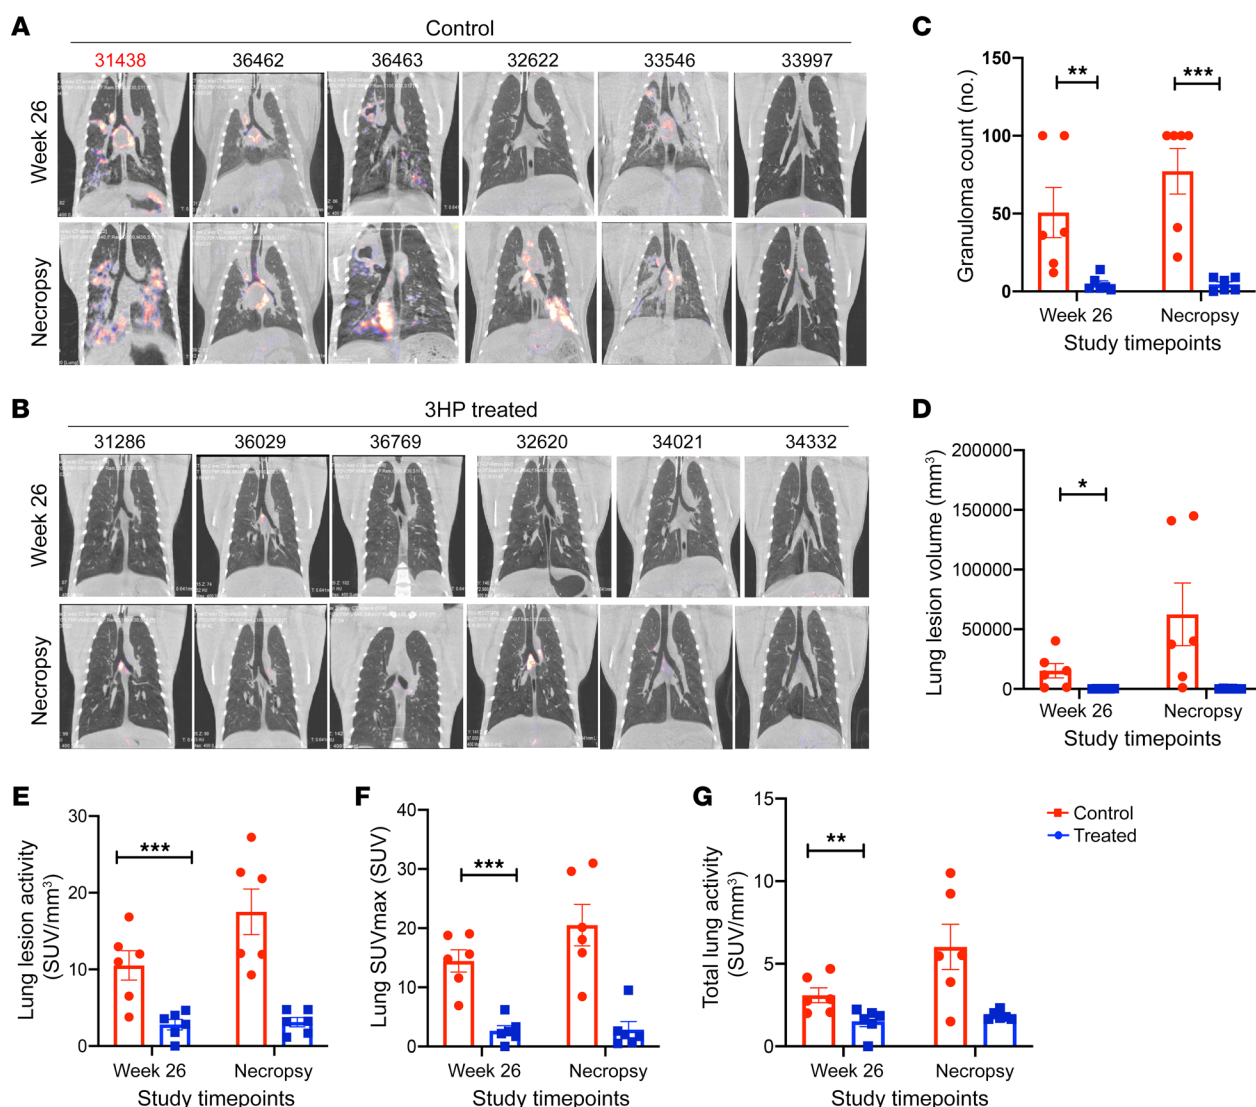 A
Control
31438 36462 36463 32622 33546 33997
Week 26
Necropsy
B
3HP treated
31286 36029 36769 32620 34021 34332
Week 26
Necropsy
C
Granuloma count (no.)
150
100
50
0
** ***
Week 26 Necropsy
Study timepoints
D
Lung lesion volume (mm³)
200000
150000
100000
50000
0
*
Week 26 Necropsy
Study timepoints
E
Lung lesion activity
(SUV/mm³)
30
20
10
0
***
Week 26 Necropsy
Study timepoints
F
Lung SUVmax (SUV)
40
30
20
10
0
***
Week 26 Necropsy
Study timepoints
G
Total lung activity
(SUV/mm³)
15
10
5
0
**
Week 26 Necropsy
Study timepoints
Control
Treated